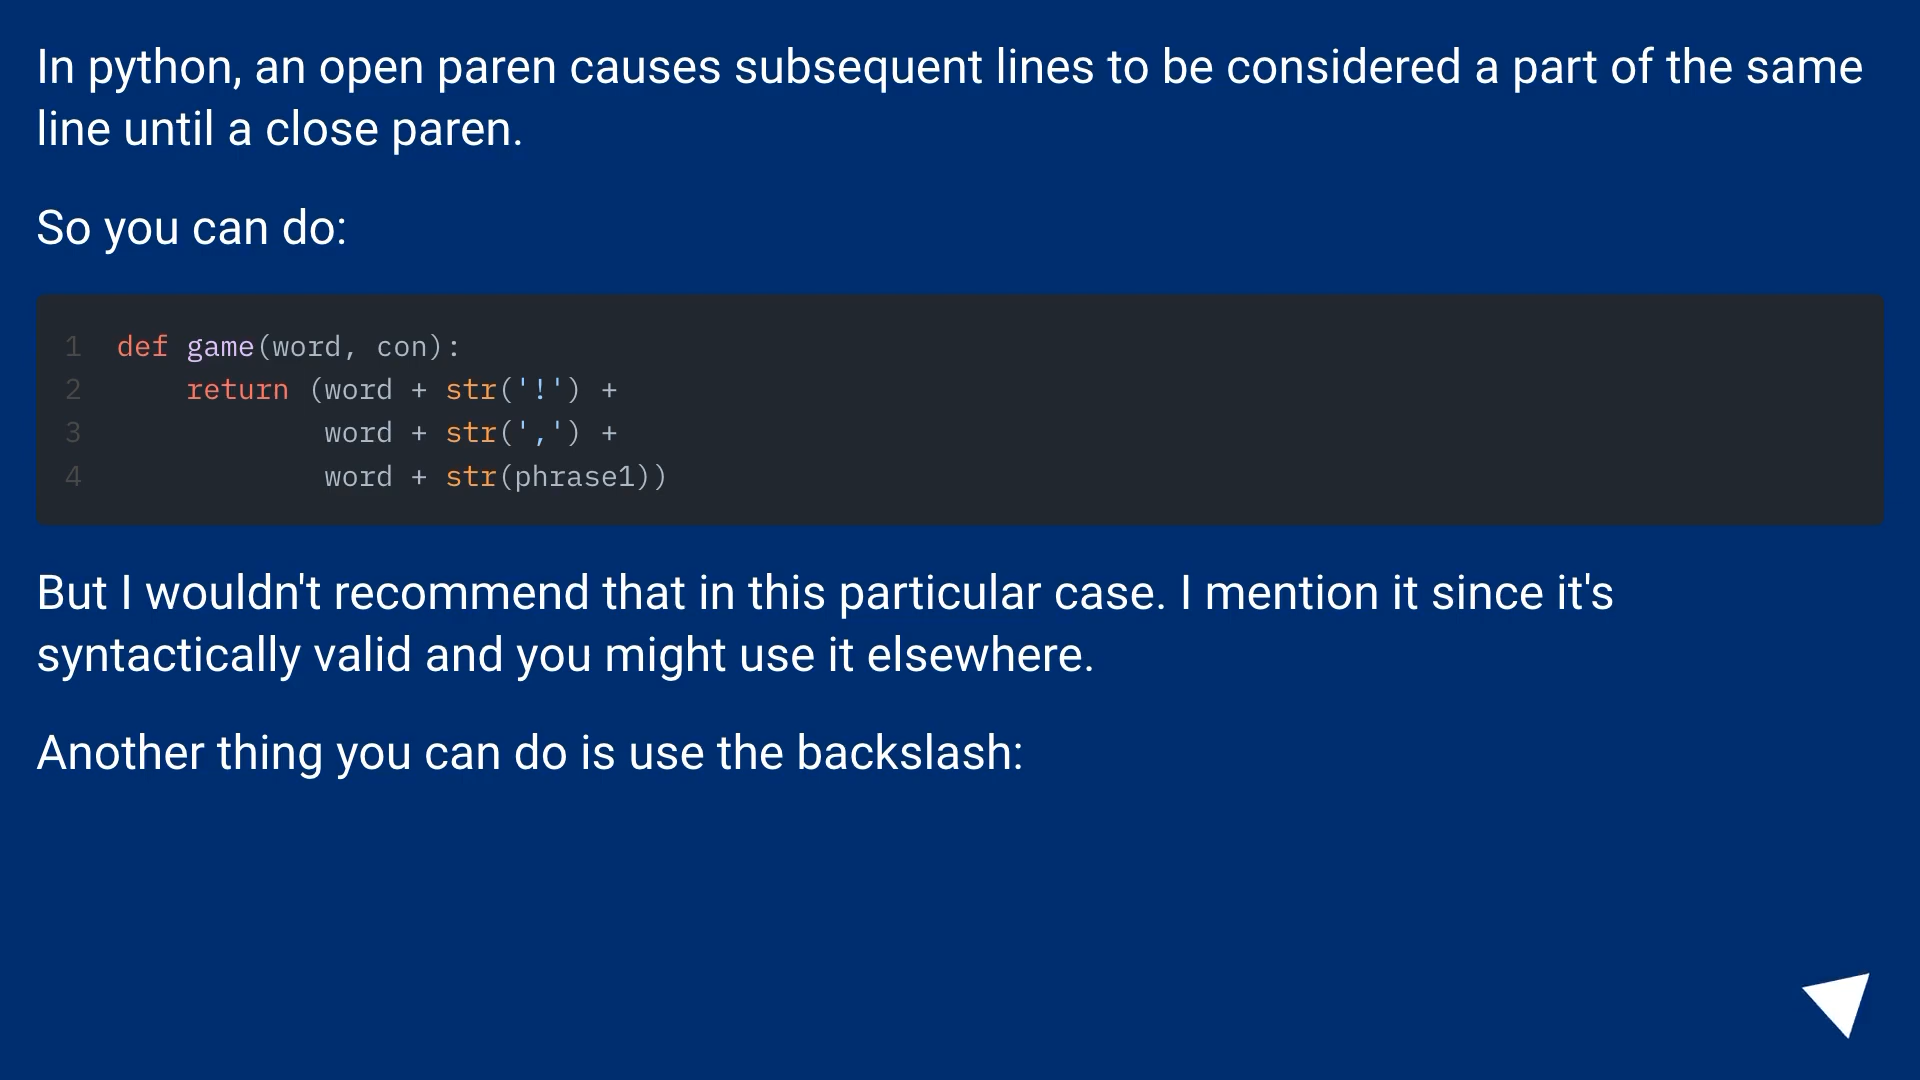 In python, an open paren causes subsequent lines to be considered a part of the same
line until a close paren.
So you can do:
1 def game(word, con):
2     return (word + str('!') +
3             word + str(',') +
4             word + str(phrase1))
But I wouldn't recommend that in this particular case. I mention it since it's
syntactically valid and you might use it elsewhere.
Another thing you can do is use the backslash: